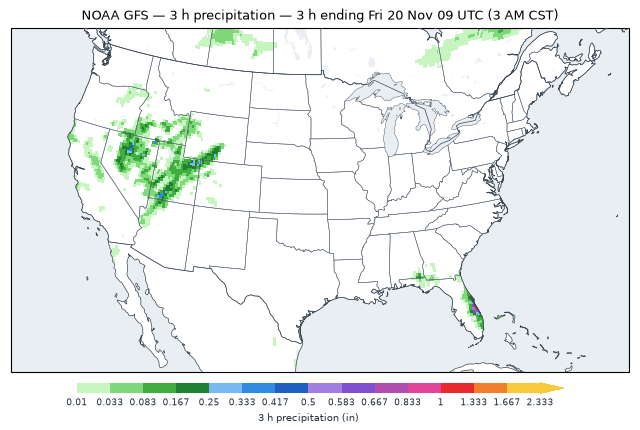 NOAA GFS — 3 h precipitation — 3 h ending Fri 20 Nov 09 UTC (3 AM CST)
0.01 0.033 0.083 0.167 0.25 0.333 0.417 0.5 0.583 0.667 0.833 1 1.333 1.667 2.333
3 h precipitation (in)